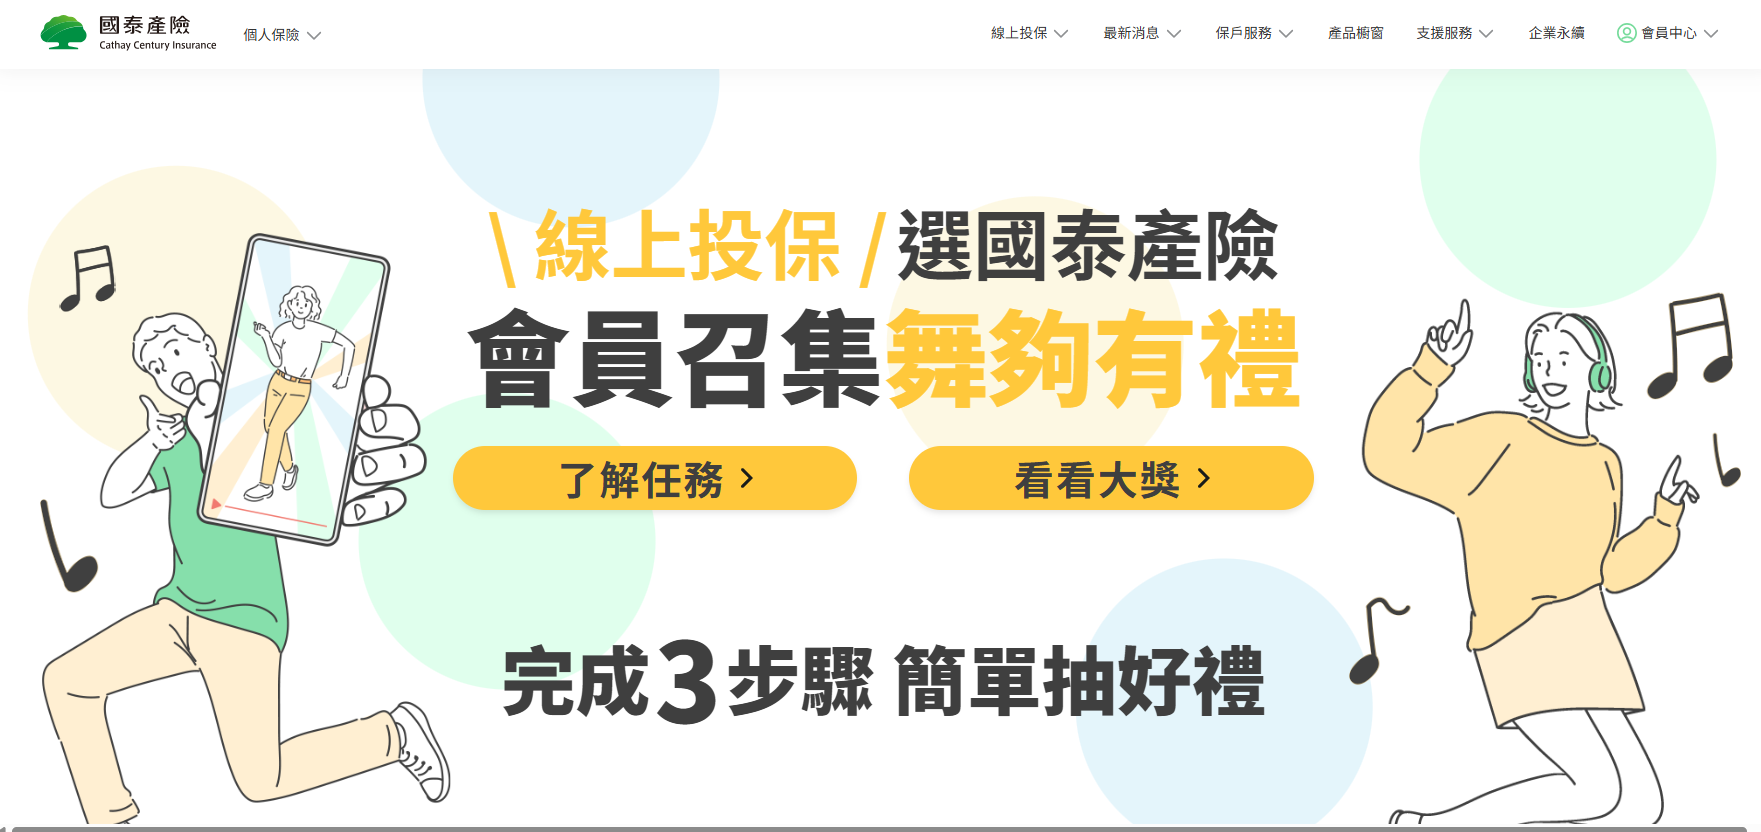 國泰產險
Cathay Century Insurance
個人保險
線上投保
最新消息
保戶服務
產品櫥窗
支援服務
企業永續
會員中心
\ 線上投保 / 選國泰產險
會員召集舞夠有禮
了解任務
看看大獎
完成3步驟 簡單抽好禮